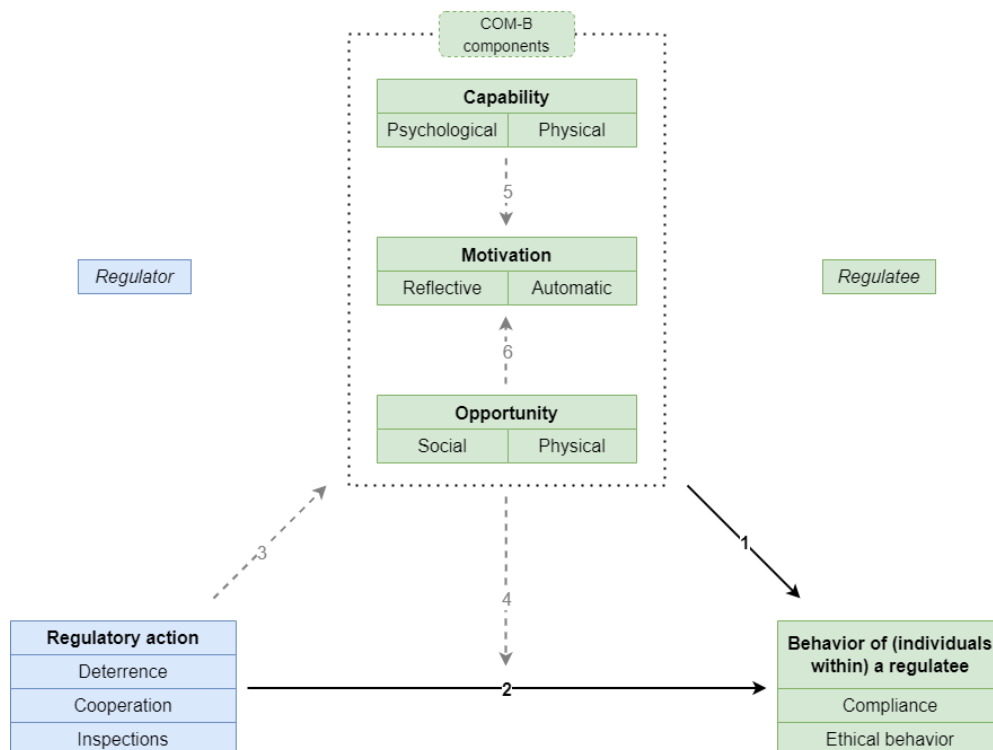 COM-B
components
Capability
Psychological
Physical
5
Motivation
Regulator
Regulatee
Reflective
Automatic
6
Opportunity
Social
Physical
3
1
4
Regulatory action
Behavior of (individuals
within) a regulatee
Deterrence
2
Cooperation
Compliance
Inspections
Ethical behavior